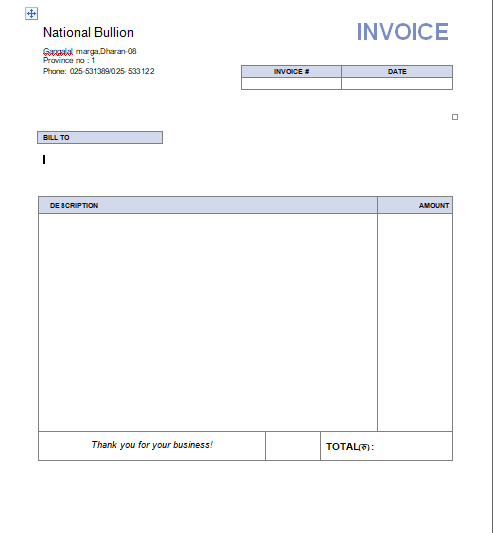 National Bullion
INVOICE
Gangalal marga,Dharan-08
Province no : 1
Phone: 025-531389/025-533122
INVOICE # DATE
BILL TO
DESCRIPTION AMOUNT
Thank you for your business! TOTAL(रु) :